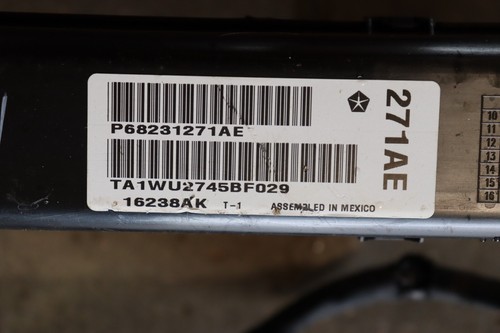 P68231271AE
TA1WU2745BF029
16238AK T-1 ASSEMBLED IN MEXICO
271AE
10
11
12
13
14
15
16